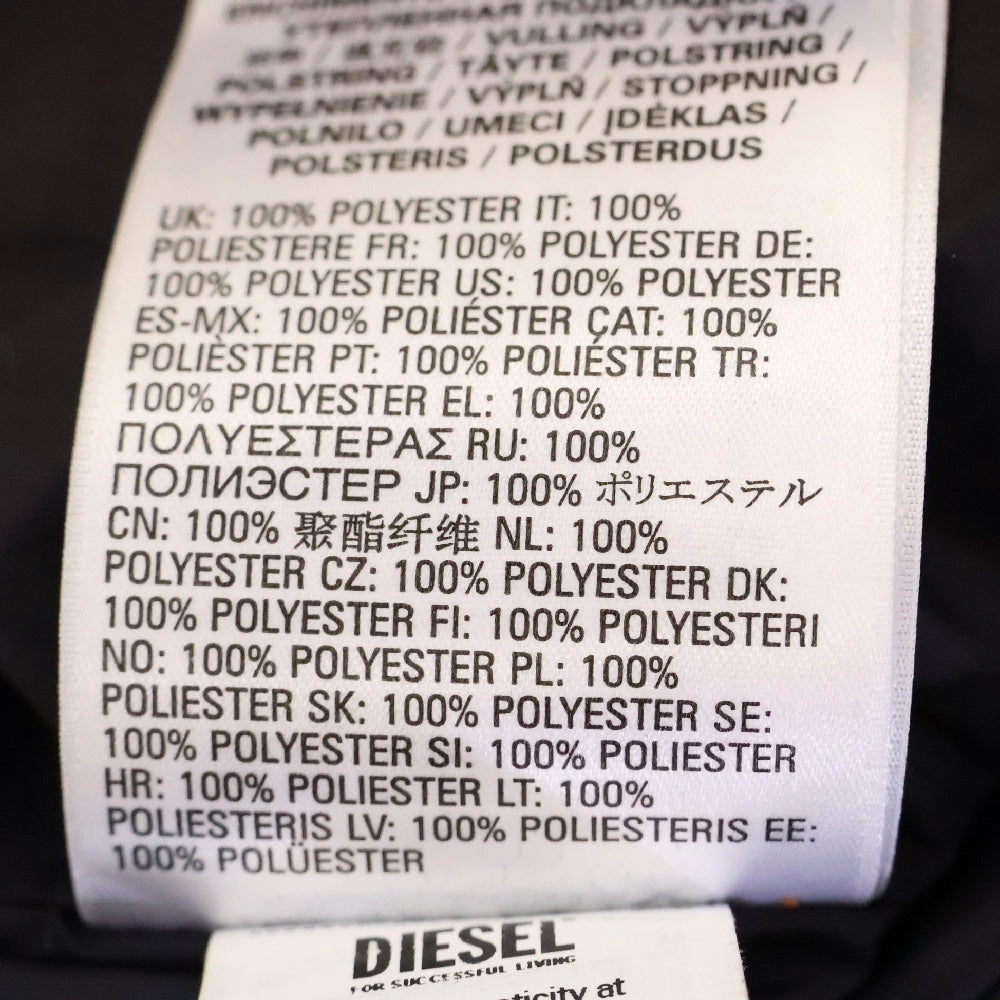 УТЕПЛЕННАЯ ПОДКЛАДКА
/ VULLING / VÝPLŇ /
POLSTRING / TÄYTE / POLSTRING /
WYPEŁNIENIE / VÝPLŇ / STOPPNING /
POLNILO / UMECI / ĮDĖKLAS /
POLSTERIS / POLSTERDUS
UK: 100% POLYESTER IT: 100%
POLIESTERE FR: 100% POLYESTER DE:
100% POLYESTER US: 100% POLYESTER
ES-MX: 100% POLIÉSTER CAT: 100%
POLIÈSTER PT: 100% POLIÉSTER TR:
100% POLYESTER EL: 100%
ΠΟΛΥΕΣΤΕΡΑΣ RU: 100%
ПОЛИЭСТЕР JP: 100% ポリエステル
CN: 100% 聚酯纤维 NL: 100%
POLYESTER CZ: 100% POLYESTER DK:
100% POLYESTER FI: 100% POLYESTERI
NO: 100% POLYESTER PL: 100%
POLIESTER SK: 100% POLYESTER SE:
100% POLYESTER SI: 100% POLIESTER
HR: 100% POLIESTER LT: 100%
POLIESTERIS LV: 100% POLIESTERIS EE:
100% POLÜESTER
DIESEL
FOR SUCCESSFUL LIVING
at